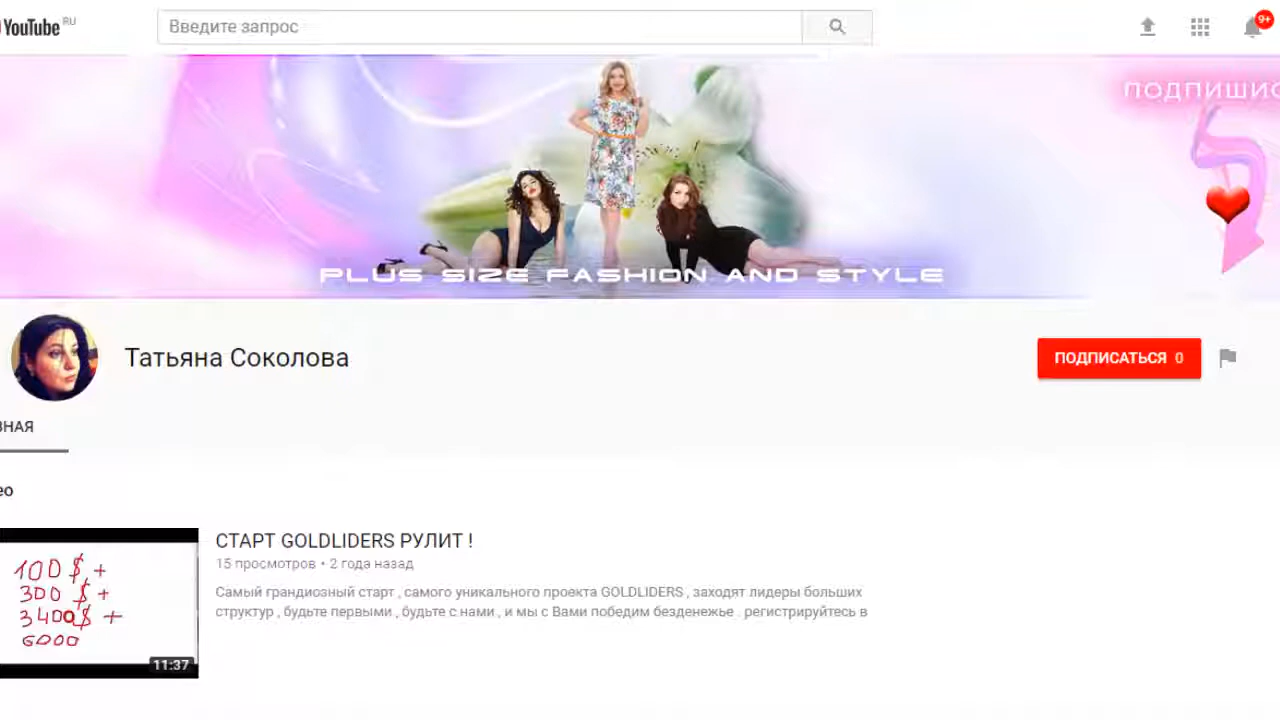 YouTube RU
Введите запрос
9+
ПОДПИШИС
PLUS SIZE FASHION AND STYLE
Татьяна Соколова
ПОДПИСАТЬСЯ 0
ВНАЯ
ео
СТАРТ GOLDLIDERS РУЛИТ !
15 просмотров • 2 года назад
Самый грандиозный старт , самого уникального проекта GOLDLIDERS , заходят лидеры больших
структур , будьте первыми , будьте с нами , и мы с Вами победим безденежье . регистрируйтесь в
100 $ +
300 $ +
3400$ +
6000
11:37